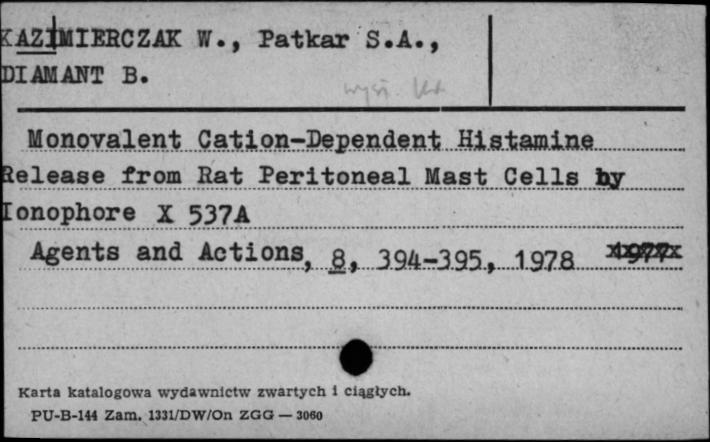 KAZIMIERCZAK W., Patkar S.A.,
DIAMANT B.
Monovalent Cation-Dependent Histamine
Release from Rat Peritoneal Mast Cells by
Ionophore X 537A
Agents and Actions, 8, 394-395, 1978 1977
Karta katalogowa wydawnictw zwartych i ciągłych.
PU-B-144 Zam. 1331/DW/On ZGG — 3060